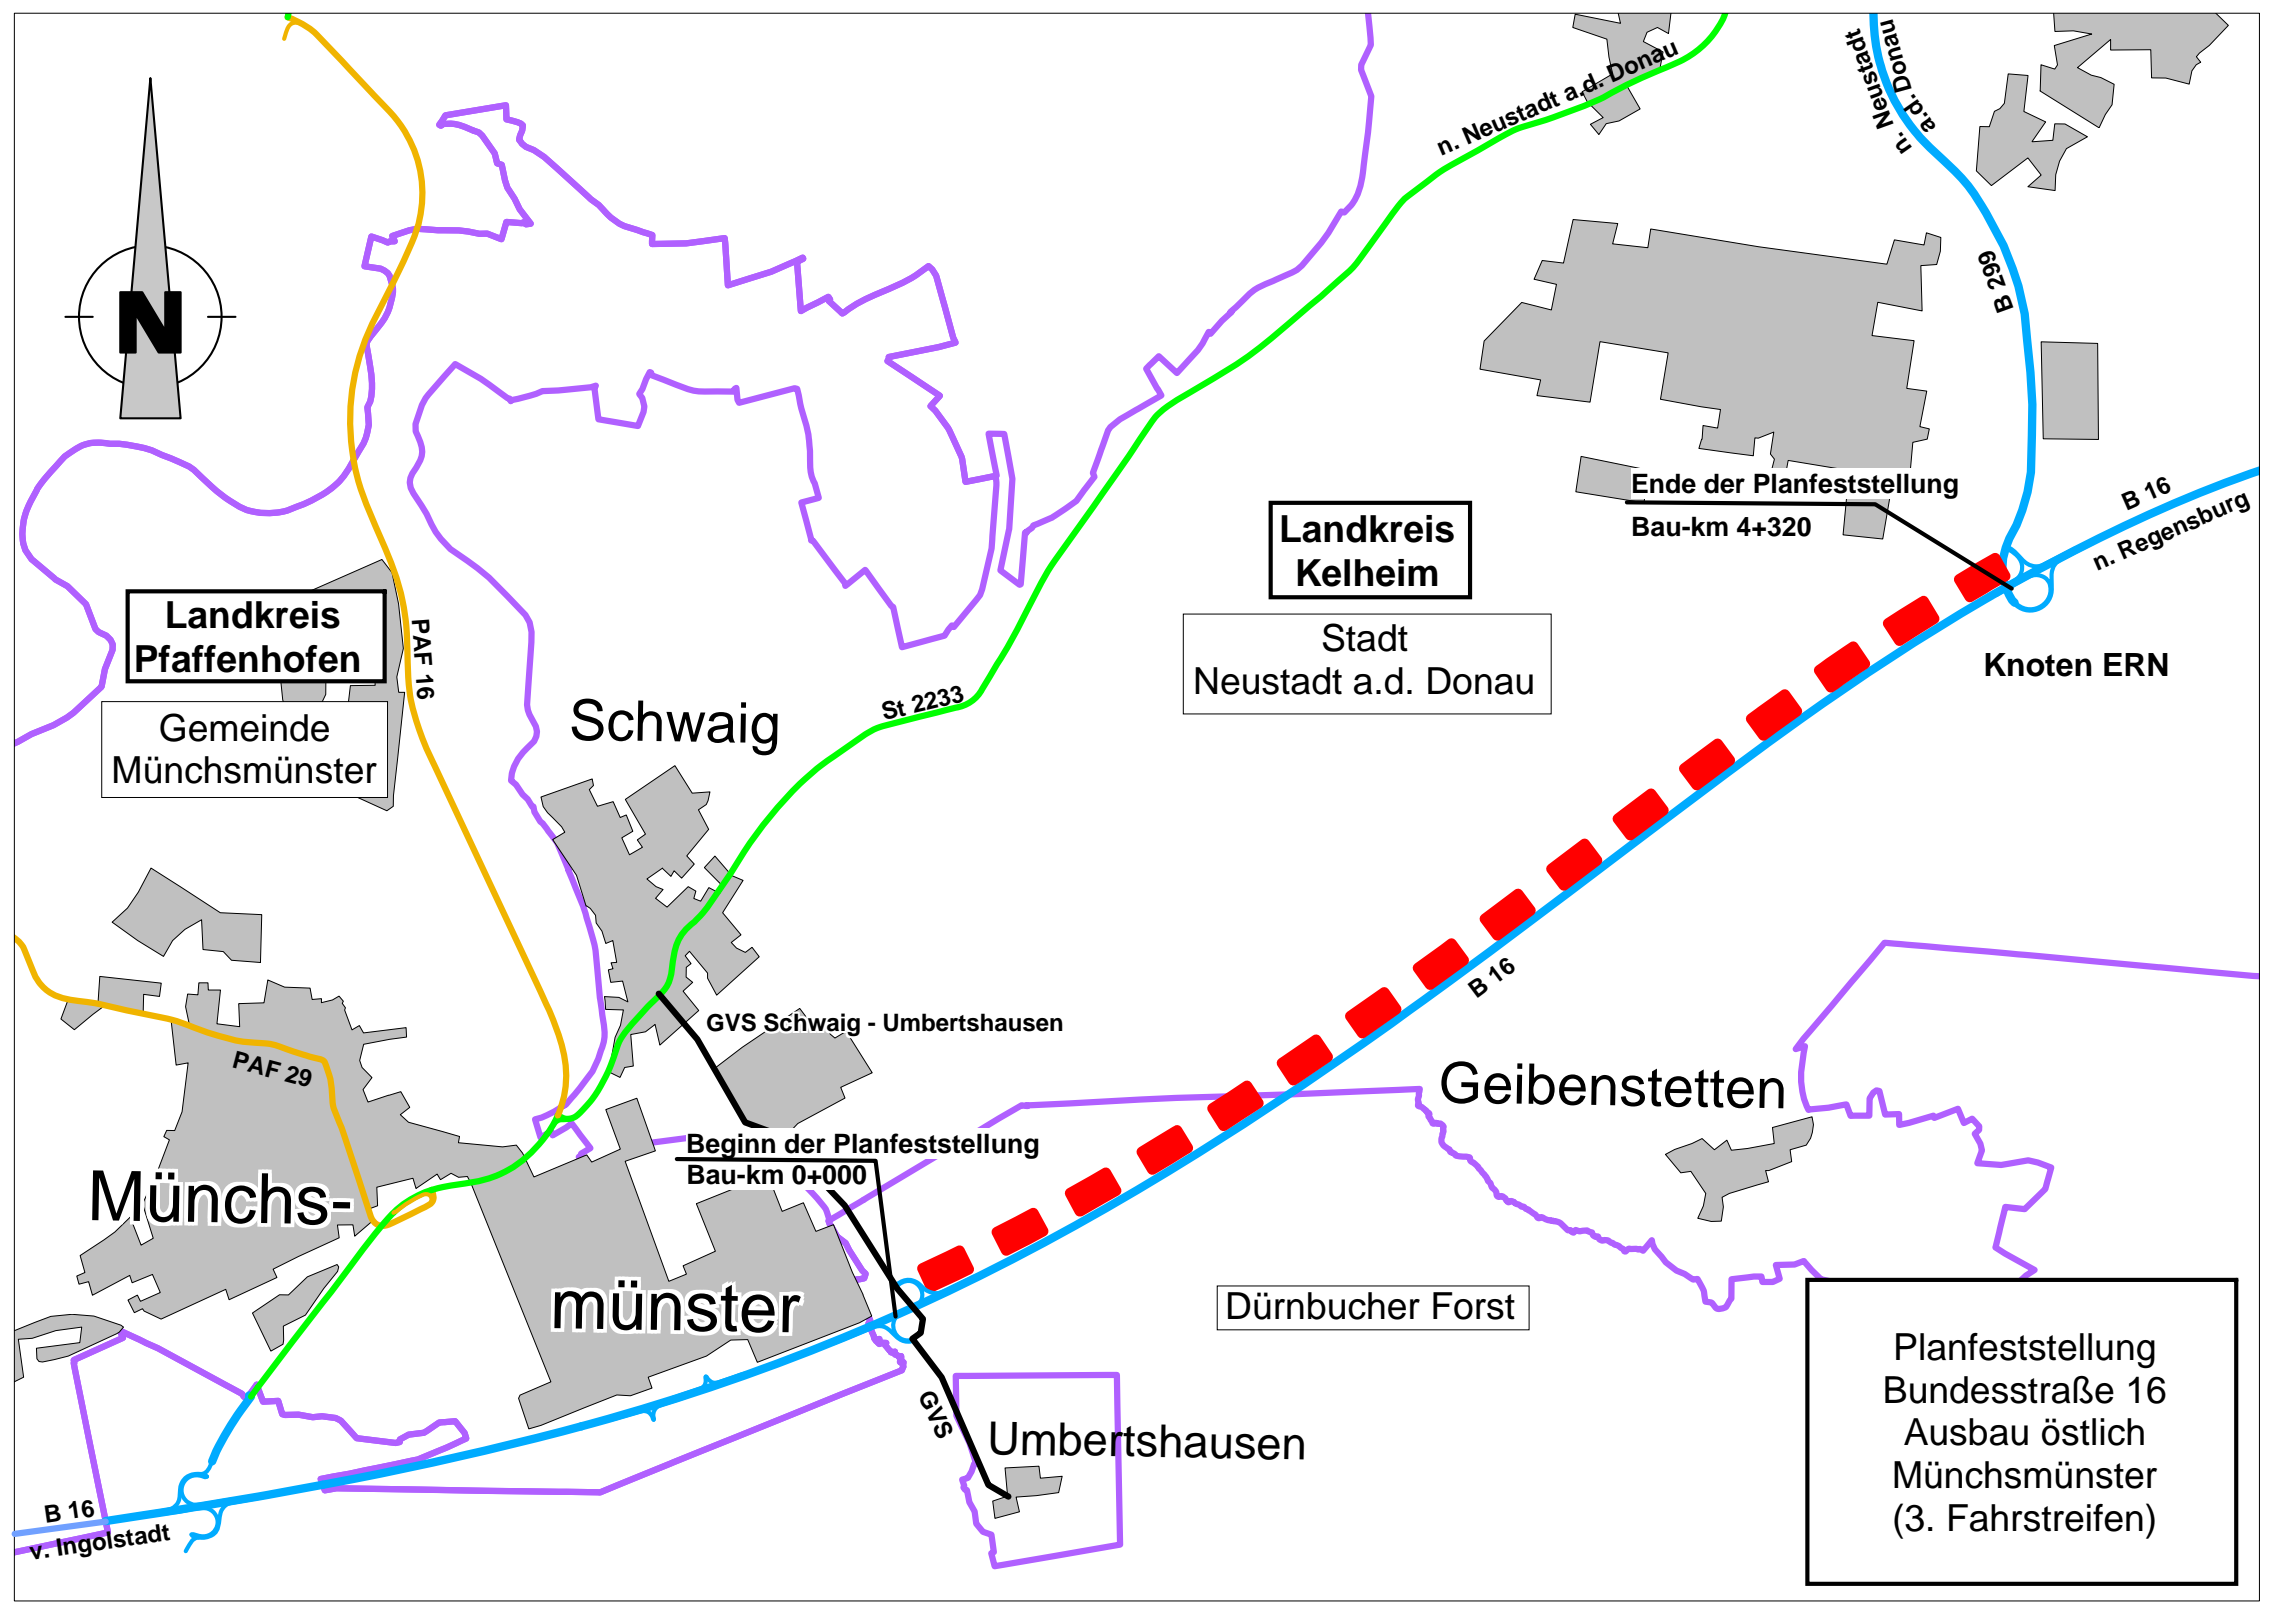 N
n. Neustadt a.d. Donau
n. Neustadt
a.d. Donau
B 299
Ende der Planfeststellung
Bau-km 4+320
B 16
n. Regensburg
Landkreis
Kelheim
Stadt
Neustadt a.d. Donau
Knoten ERN
Landkreis
Pfaffenhofen
Gemeinde
Münchsmünster
PAF 16
Schwaig
St 2233
B 16
GVS Schwaig - Umbertshausen
PAF 29
Geibenstetten
Beginn der Planfeststellung
Bau-km 0+000
Münchs-
münster
Dürnbucher Forst
GVS
Umbertshausen
B 16
v. Ingolstadt
Planfeststellung
Bundesstraße 16
Ausbau östlich
Münchsmünster
(3. Fahrstreifen)